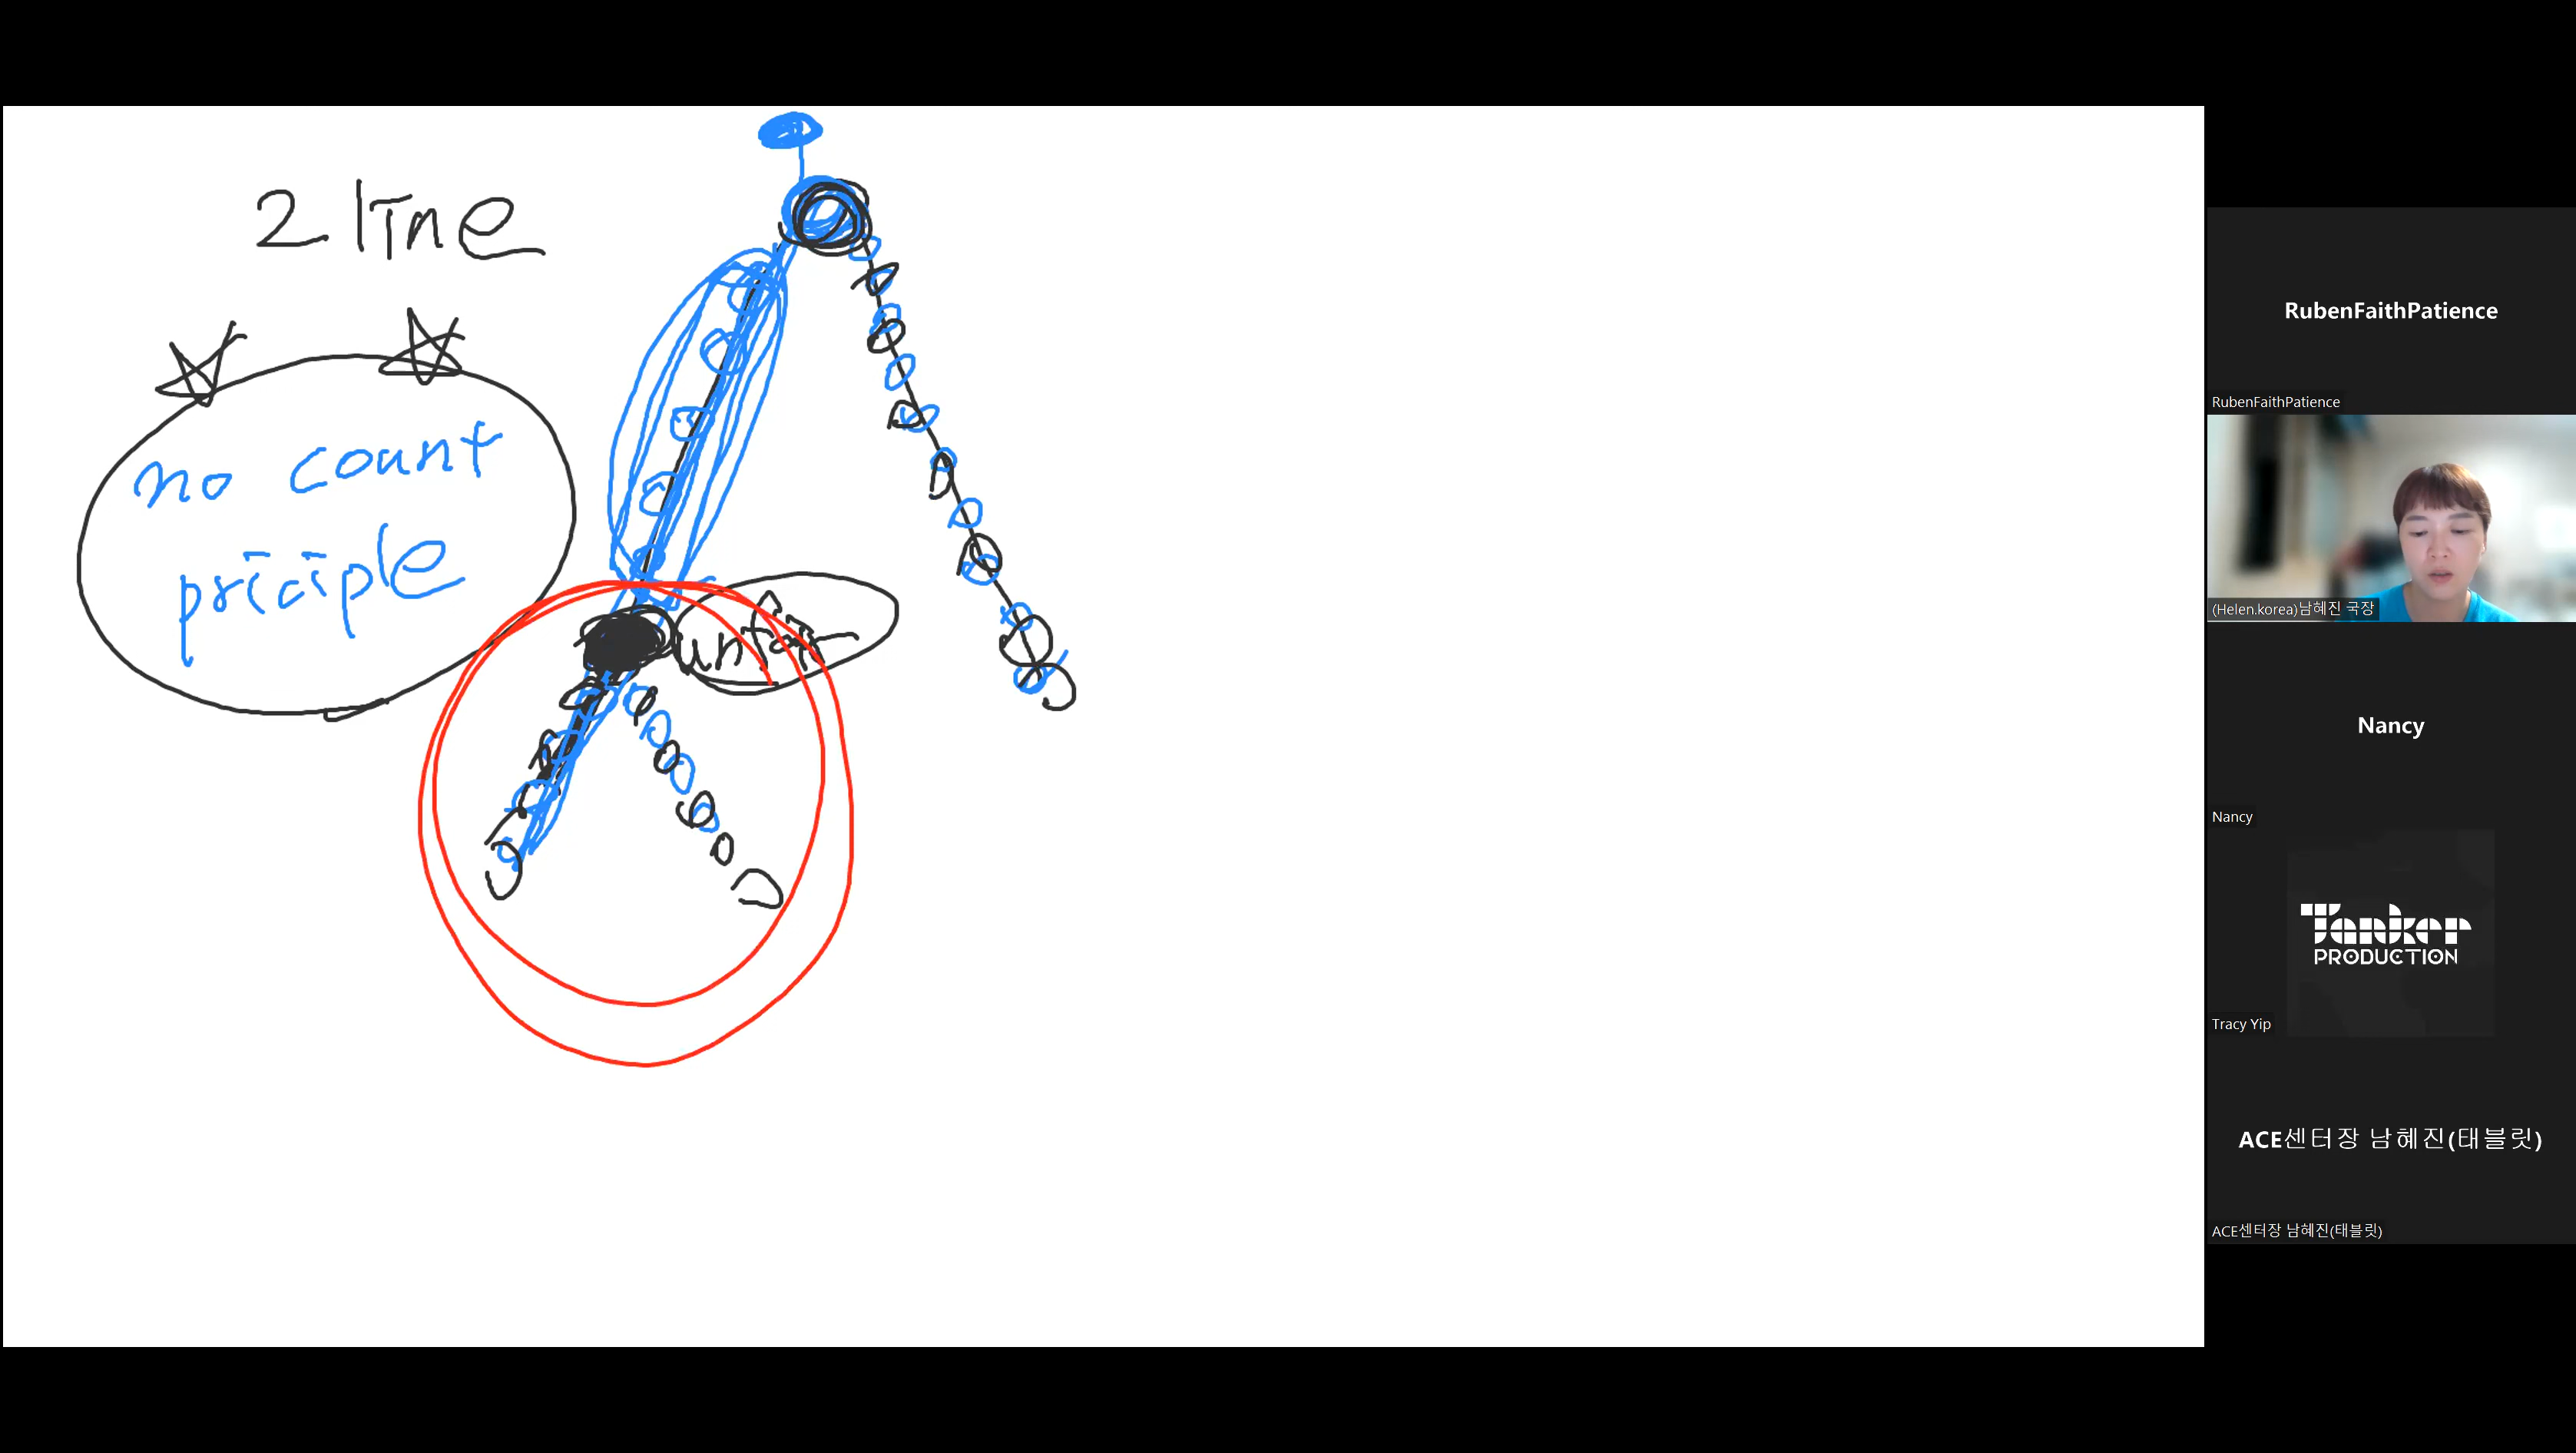 2 line
no count
priciple
unfair
RubenFaithPatience
RubenFaithPatience
(Helen.korea)남혜진 국장
Nancy
Nancy
Tanker
PRODUCTION
Tracy Yip
ACE센터장 남혜진(태블릿)
ACE센터장 남혜진(태블릿)